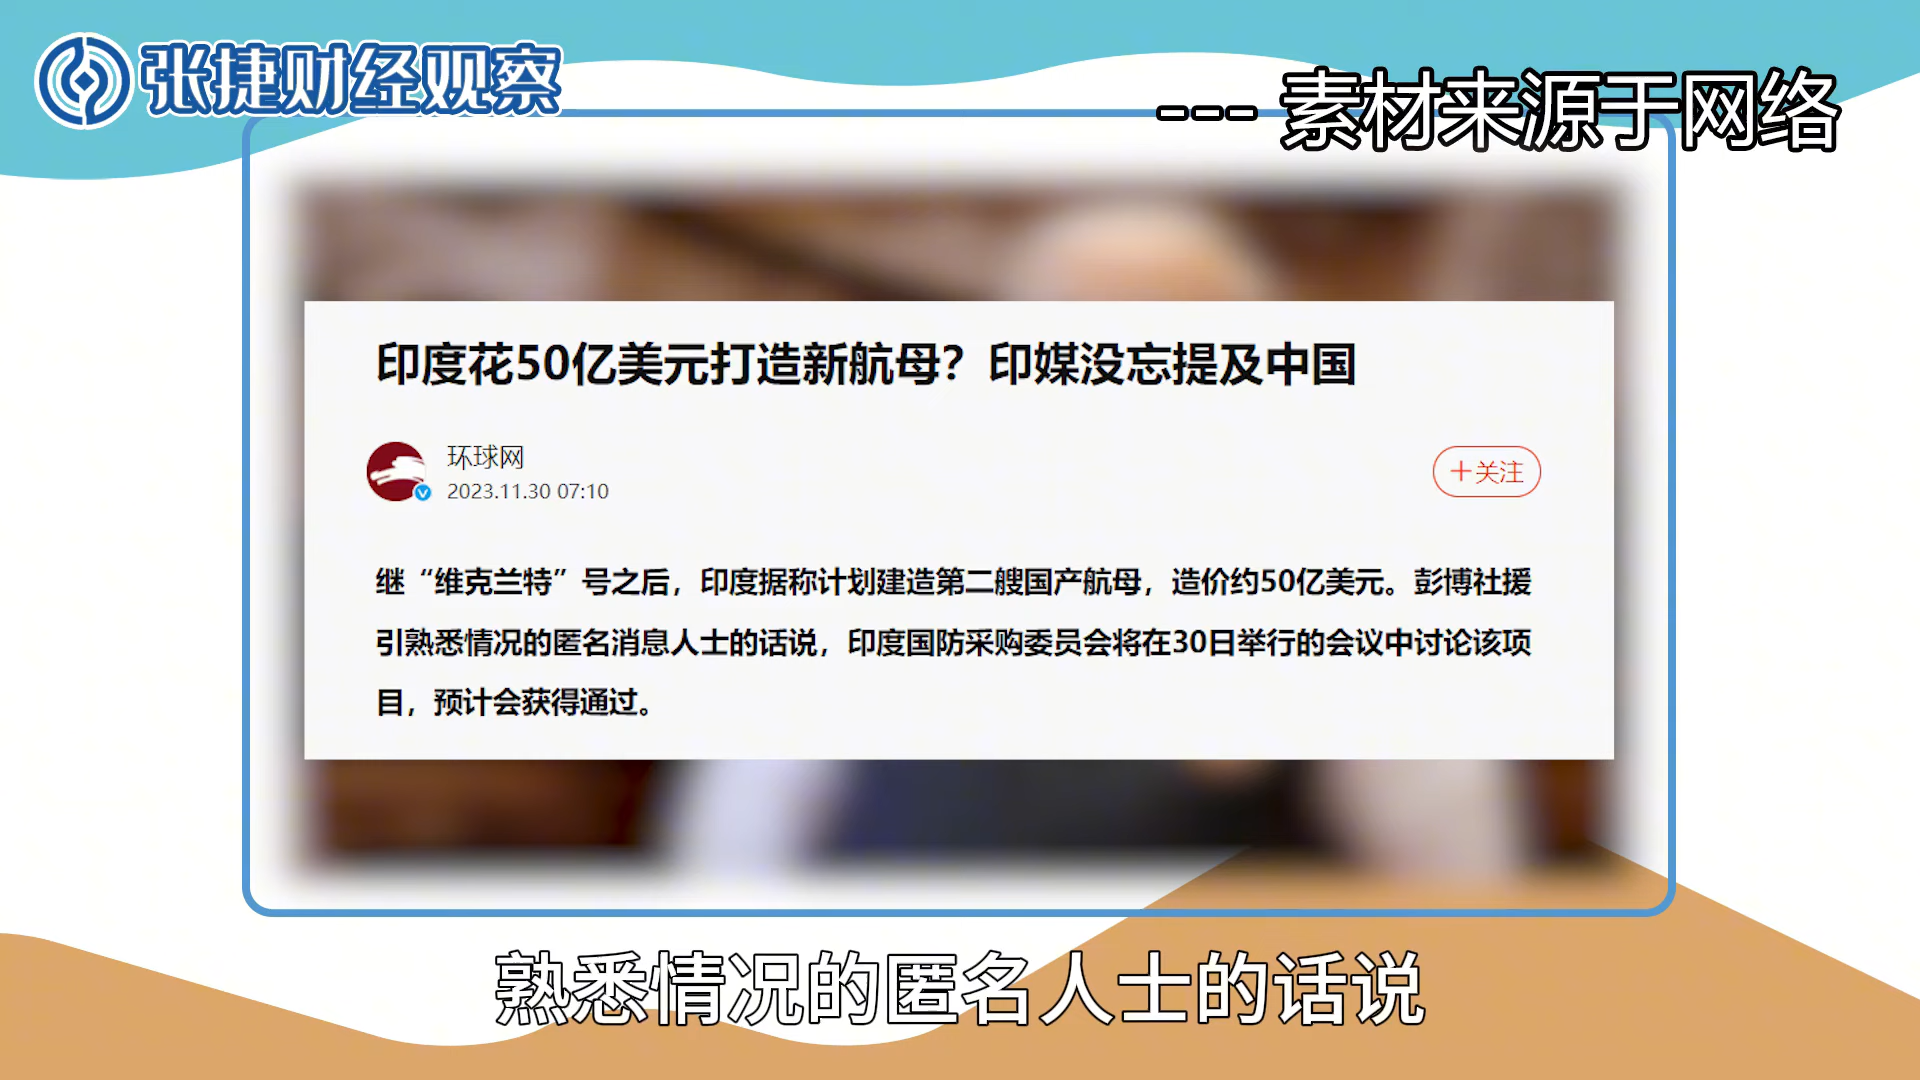 张捷财经观察
--- 素材来源于网络
印度花50亿美元打造新航母？印媒没忘提及中国
环球网
2023.11.30 07:10
+关注
继“维克兰特”号之后，印度据称计划建造第二艘国产航母，造价约50亿美元。彭博社援
引熟悉情况的匿名消息人士的话说，印度国防采购委员会将在30日举行的会议中讨论该项
目，预计会获得通过。
熟悉情况的匿名人士的话说